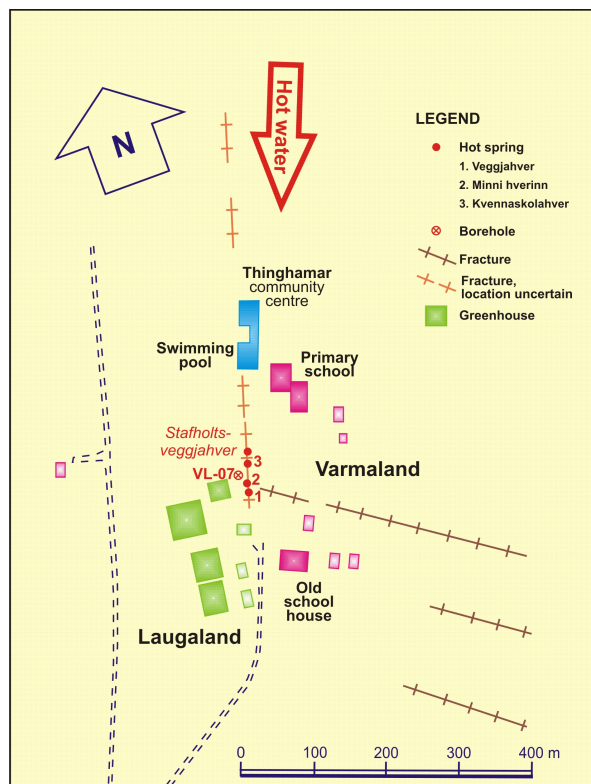 N
Hot water
LEGEND
Hot spring
1. Veggjahver
2. Minni hverinn
3. Kvennaskolahver
Borehole
Fracture
Fracture,
location uncertain
Greenhouse
Thinghamar
community
centre
Swimming
pool
Primary
school
Stafholts-
veggjahver
3
VL-07
2
1
Varmaland
Old
school
house
Laugaland
0 100 200 300 400 m